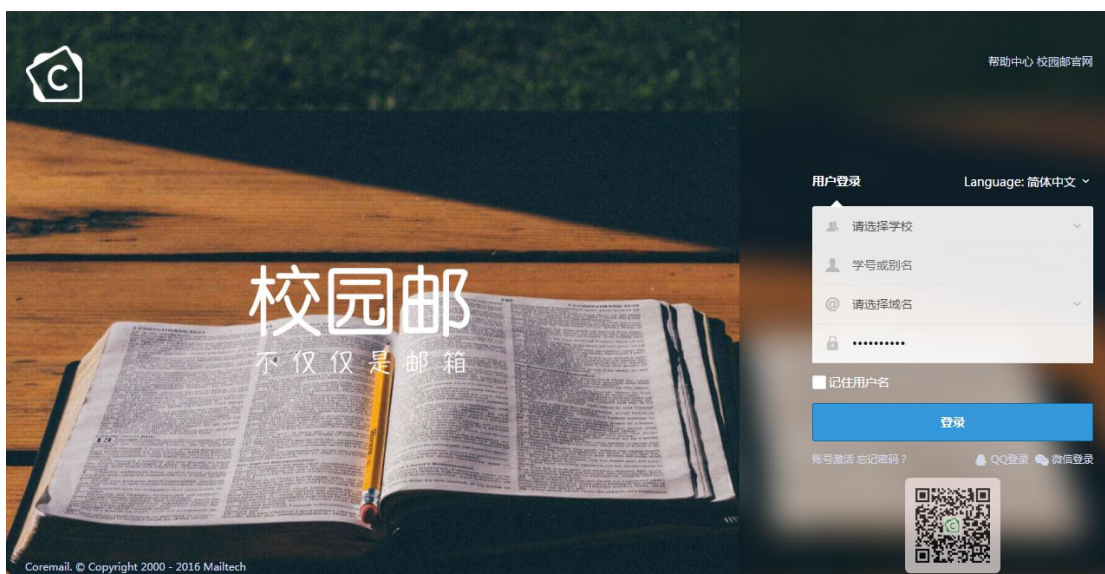 C
帮助中心 校园邮官网
用户登录 Language: 简体中文
请选择学校
学号或别名
@ 请选择域名
••••••••••
记住用户名
登录
账号激活 忘记密码？ QQ登录 微信登录
校园邮
不仅仅是邮箱
Coremail. © Copyright 2000 - 2016 Mailtech